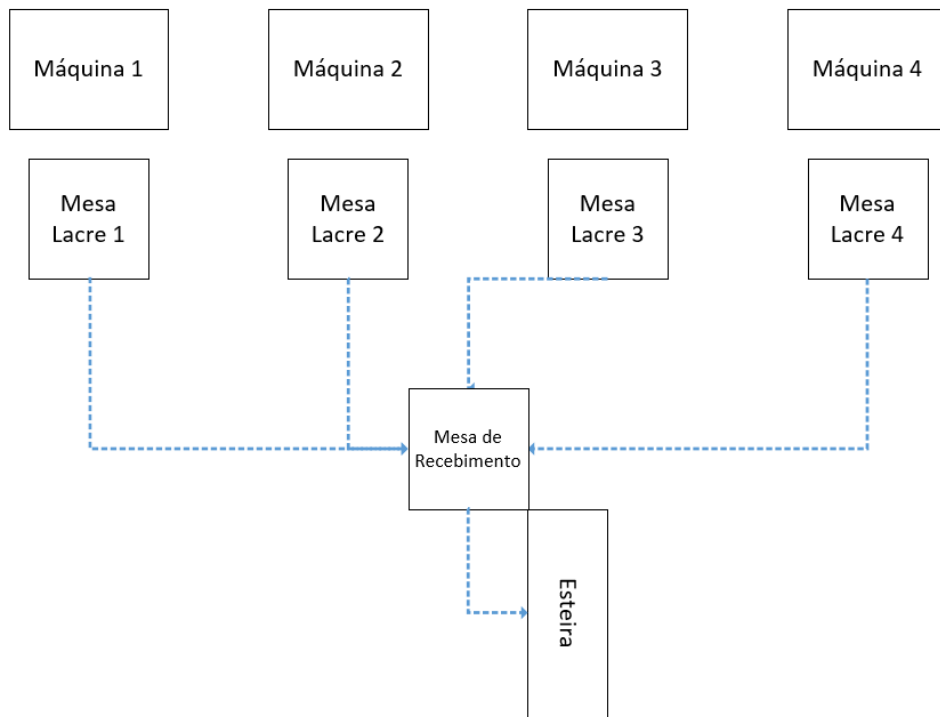 Máquina 1
Máquina 2
Máquina 3
Máquina 4
Mesa
Lacre 1
Mesa
Lacre 2
Mesa
Lacre 3
Mesa
Lacre 4
Mesa de
Recebimento
Esteira